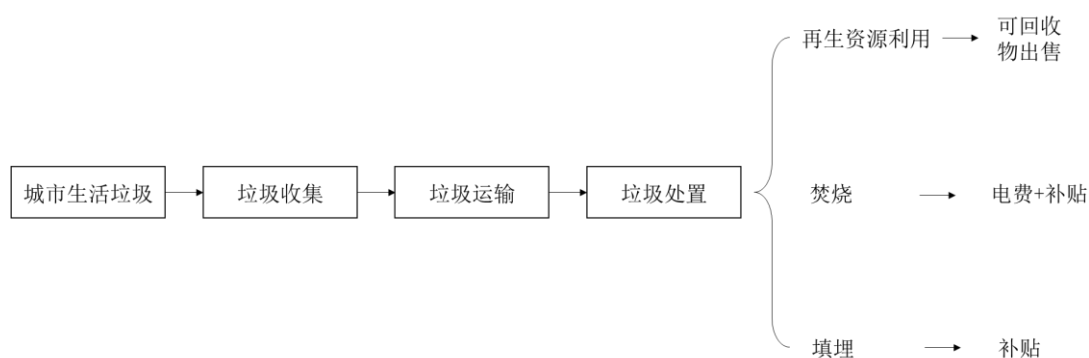 再生资源利用
可回收
物出售
城市生活垃圾
垃圾收集
垃圾运输
垃圾处置
焚烧
电费+补贴
填埋
补贴